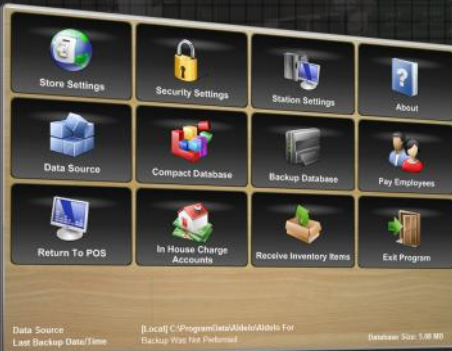 Store Settings
Security Settings
Station Settings
About
Data Source
Compact Database
Backup Database
Pay Employees
Return To POS
In House Charge
Accounts
Receive Inventory Items
Exit Program
Data Source
[Local] C:\ProgramData\Aldelo\Aldelo For
Last Backup Date/Time
Backup Was Not Performed
Database Size: 1.00 MB